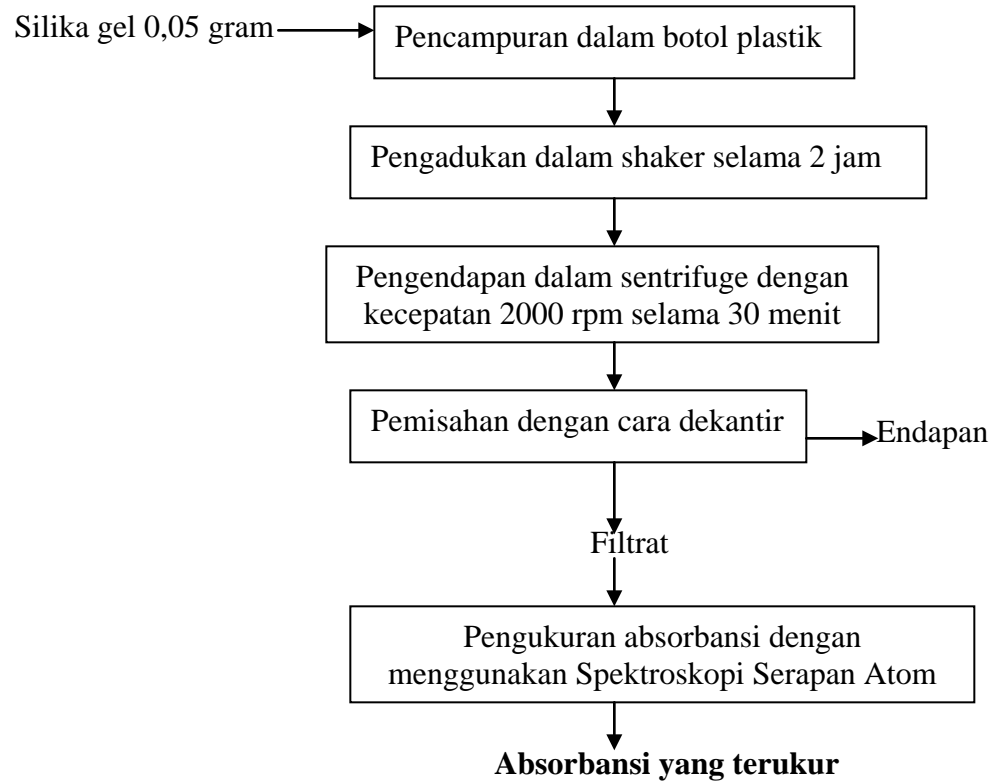 Silika gel 0,05 gram
Pencampuran dalam botol plastik
Pengadukan dalam shaker selama 2 jam
Pengendapan dalam sentrifuge dengan
kecepatan 2000 rpm selama 30 menit
Pemisahan dengan cara dekantir
Endapan
Filtrat
Pengukuran absorbansi dengan
menggunakan Spektroskopi Serapan Atom
Absorbansi yang terukur